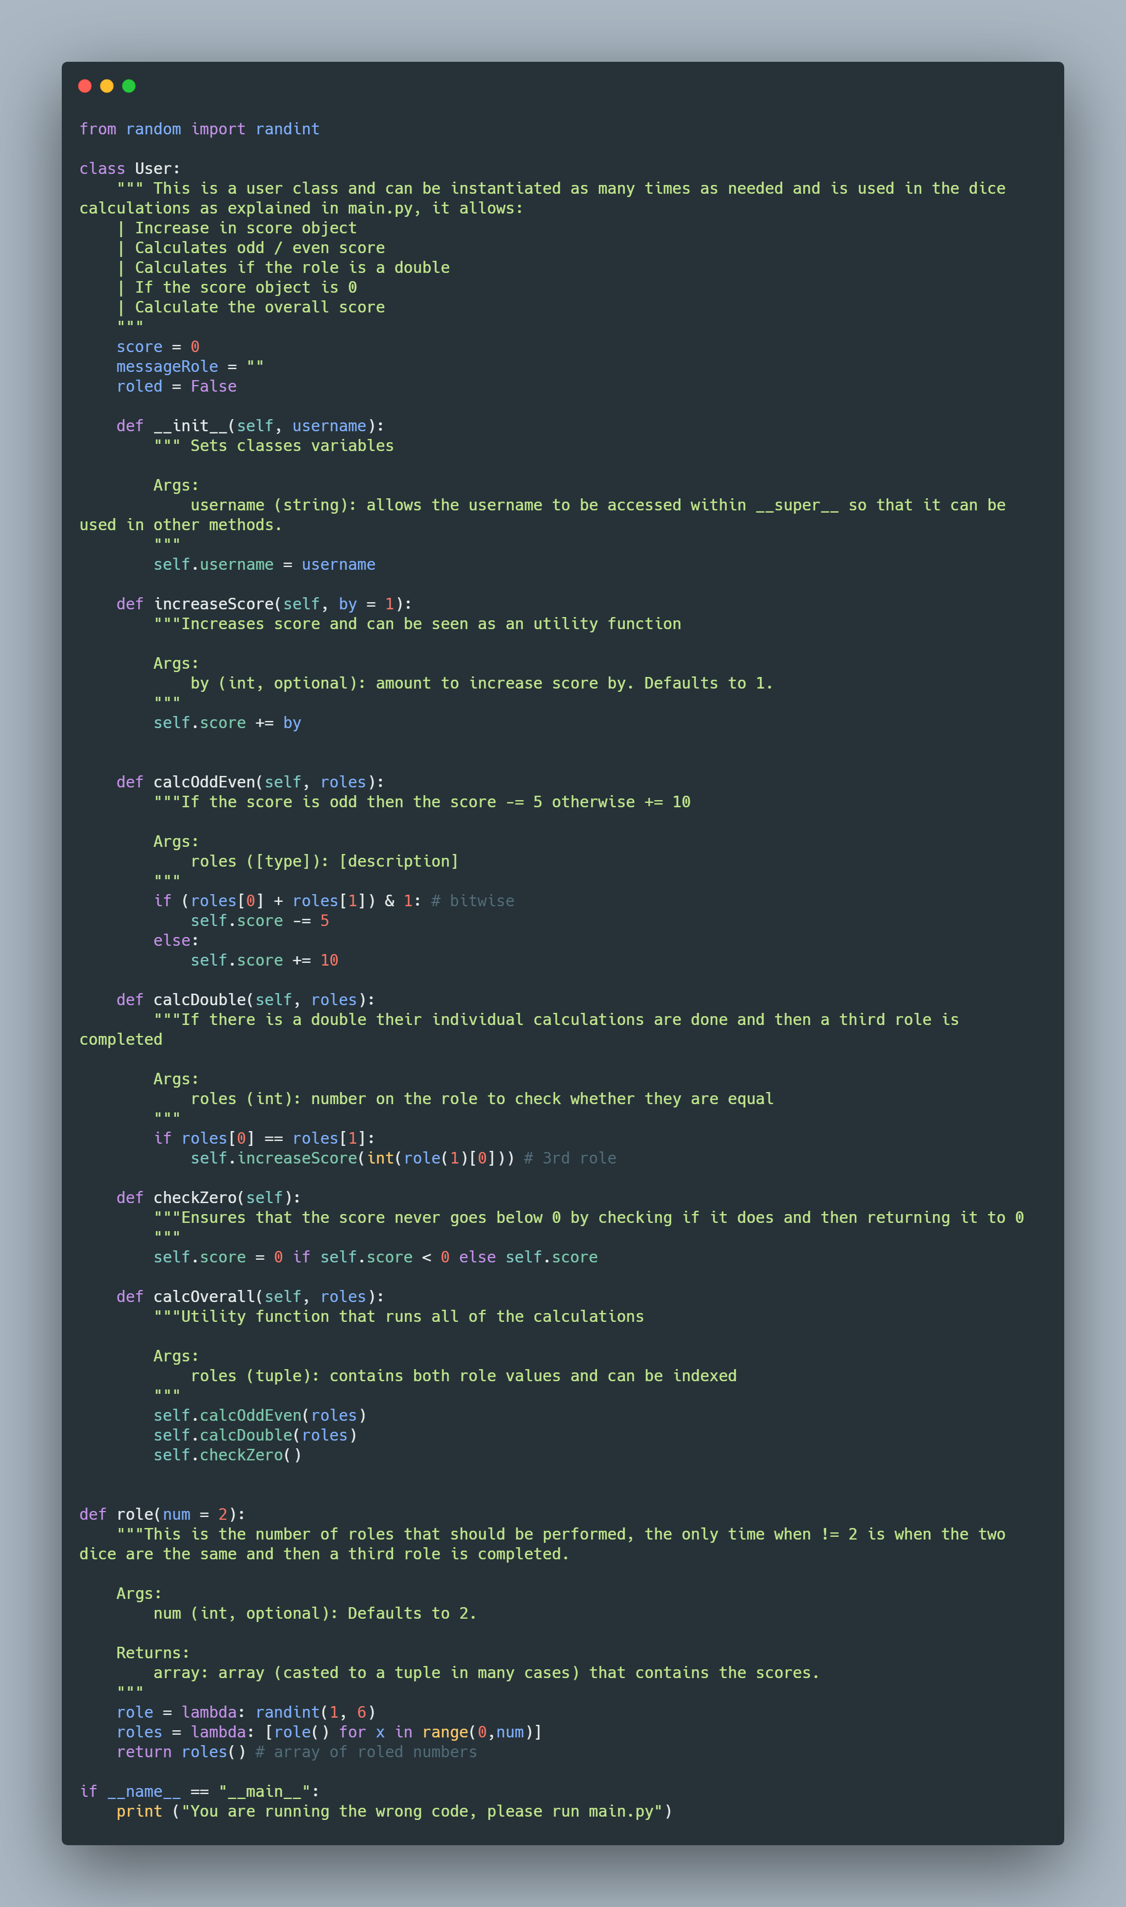 from random import randint
class User:
    """ This is a user class and can be instantiated as many times as needed and is used in the dice
calculations as explained in main.py, it allows:
    | Increase in score object
    | Calculates odd / even score
    | Calculates if the role is a double
    | If the score object is 0
    | Calculate the overall score
    """
    score = 0
    messageRole = ""
    roled = False
    def __init__(self, username):
        """ Sets classes variables
        Args:
            username (string): allows the username to be accessed within __super__ so that it can be
used in other methods.
        """
        self.username = username
    def increaseScore(self, by = 1):
        """Increases score and can be seen as an utility function
        Args:
            by (int, optional): amount to increase score by. Defaults to 1.
        """
        self.score += by
    def calcOddEven(self, roles):
        """If the score is odd then the score -= 5 otherwise += 10
        Args:
            roles ([type]): [description]
        """
        if (roles[0] + roles[1]) & 1: # bitwise
            self.score -= 5
        else:
            self.score += 10
    def calcDouble(self, roles):
        """If there is a double their individual calculations are done and then a third role is
completed
        Args:
            roles (int): number on the role to check whether they are equal
        """
        if roles[0] == roles[1]:
            self.increaseScore(int(role(1)[0])) # 3rd role
    def checkZero(self):
        """Ensures that the score never goes below 0 by checking if it does and then returning it to 0
        """
        self.score = 0 if self.score < 0 else self.score
    def calcOverall(self, roles):
        """Utility function that runs all of the calculations
        Args:
            roles (tuple): contains both role values and can be indexed
        """
        self.calcOddEven(roles)
        self.calcDouble(roles)
        self.checkZero()
def role(num = 2):
    """This is the number of roles that should be performed, the only time when != 2 is when the two
dice are the same and then a third role is completed.
    Args:
        num (int, optional): Defaults to 2.
    Returns:
        array: array (casted to a tuple in many cases) that contains the scores.
    """
    role = lambda: randint(1, 6)
    roles = lambda: [role() for x in range(0,num)]
    return roles() # array of roled numbers
if __name__ == "__main__":
    print ("You are running the wrong code, please run main.py")